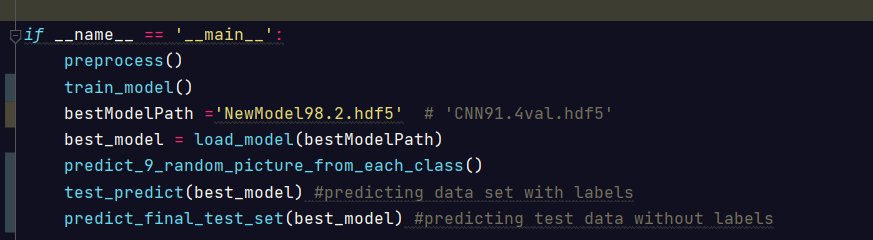 if __name__ == '__main__':
    preprocess()
    train_model()
    bestModelPath ='NewModel98.2.hdf5'  # 'CNN91.4val.hdf5'
    best_model = load_model(bestModelPath)
    predict_9_random_picture_from_each_class()
    test_predict(best_model) #predicting data set with labels
    predict_final_test_set(best_model) #predicting test data without labels